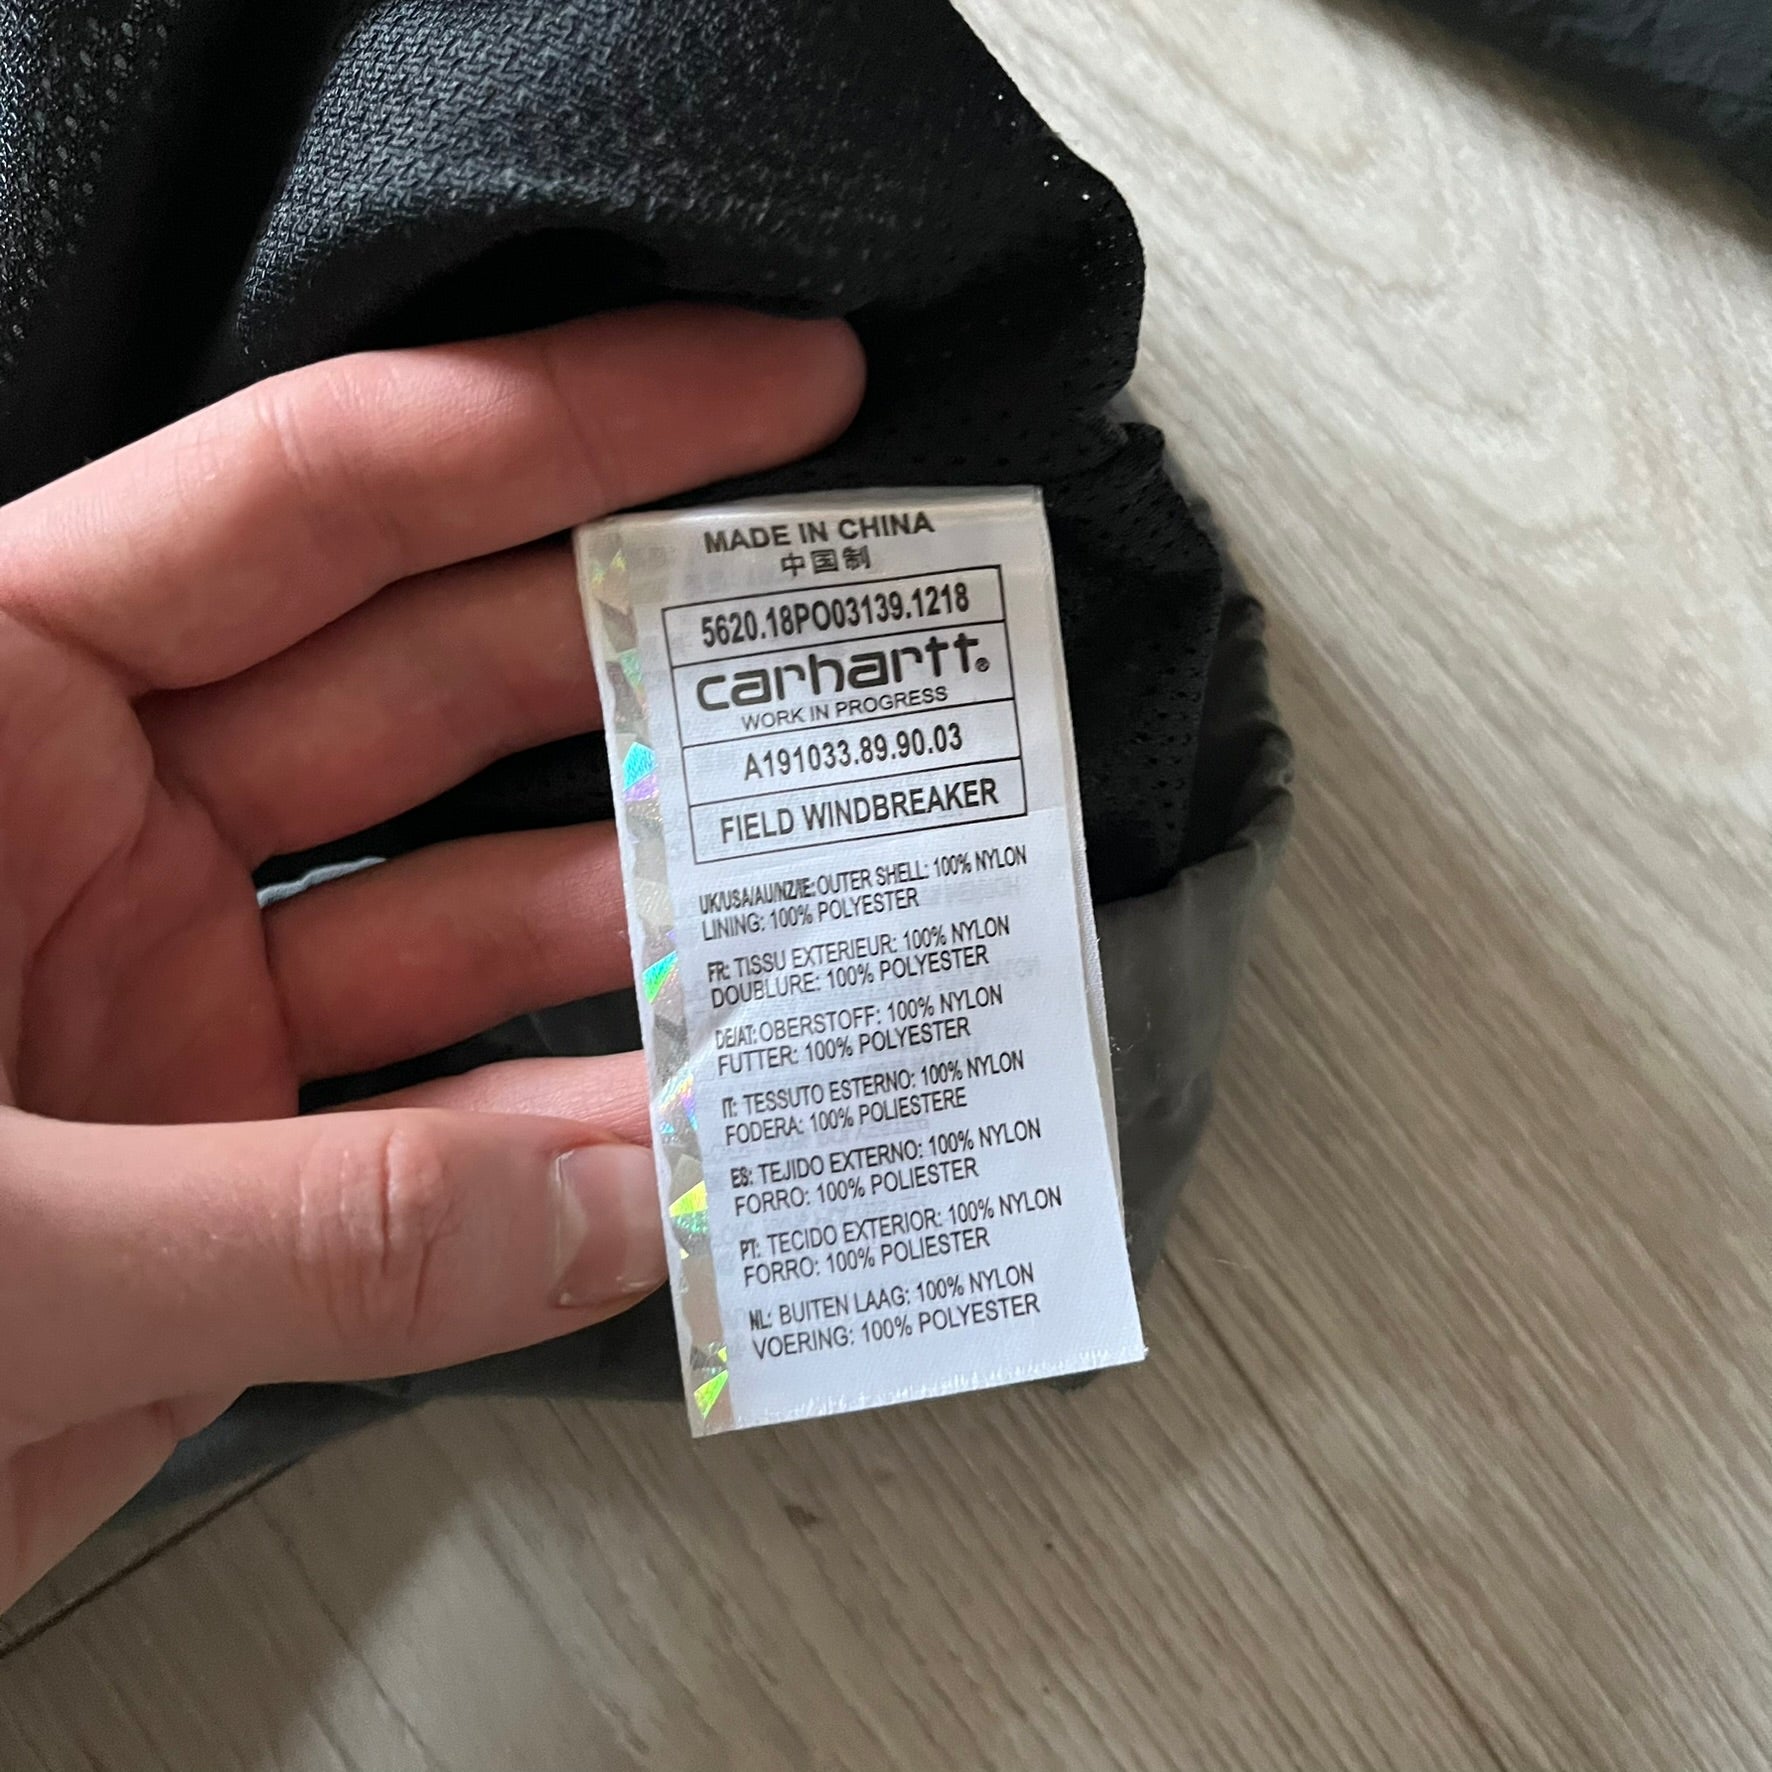 MADE IN CHINA
中国制
5620.18PO03139.1218
carhartt®
WORK IN PROGRESS
A191033.89.90.03
FIELD WINDBREAKER
UK/USA/AU/NZ/IE: OUTER SHELL: 100% NYLON
LINING: 100% POLYESTER
FR: TISSU EXTERIEUR: 100% NYLON
DOUBLURE: 100% POLYESTER
DE/AT: OBERSTOFF: 100% NYLON
FUTTER: 100% POLYESTER
IT: TESSUTO ESTERNO: 100% NYLON
FODERA: 100% POLIESTERE
ES: TEJIDO EXTERNO: 100% NYLON
FORRO: 100% POLIESTER
PT: TECIDO EXTERIOR: 100% NYLON
FORRO: 100% POLIESTER
NL: BUITEN LAAG: 100% NYLON
VOERING: 100% POLYESTER